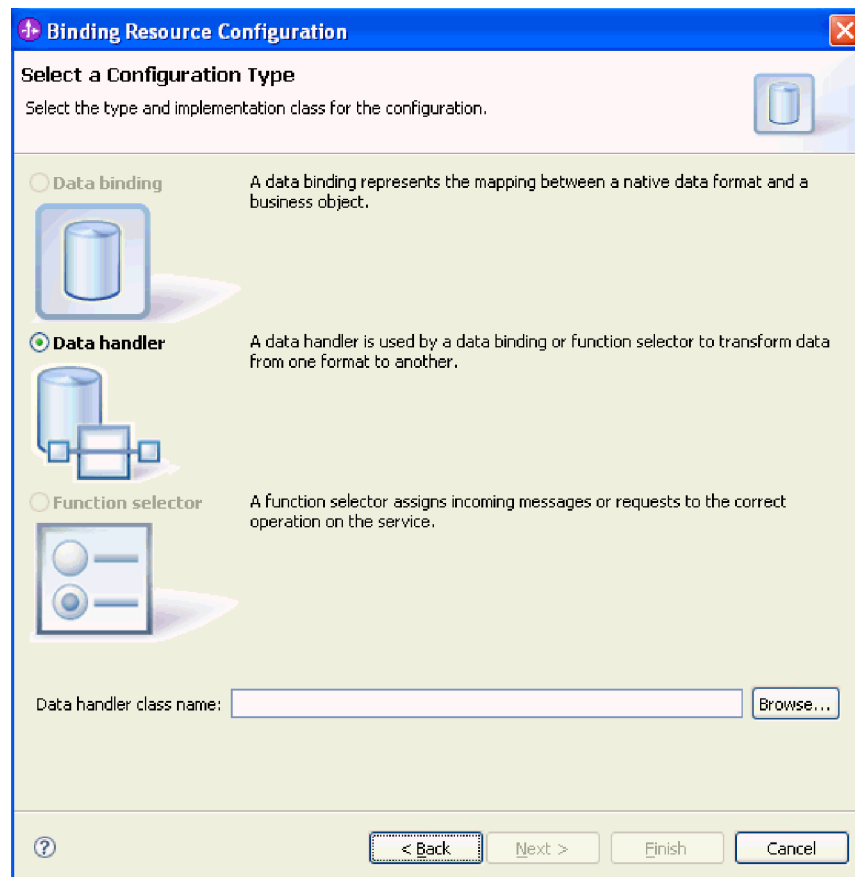 Binding Resource Configuration
Select a Configuration Type
Select the type and implementation class for the configuration.
Data binding
A data binding represents the mapping between a native data format and a
business object.
Data handler
A data handler is used by a data binding or function selector to transform data
from one format to another.
Function selector
A function selector assigns incoming messages or requests to the correct
operation on the service.
Data handler class name:
Browse...
?
< Back
Next >
Finish
Cancel